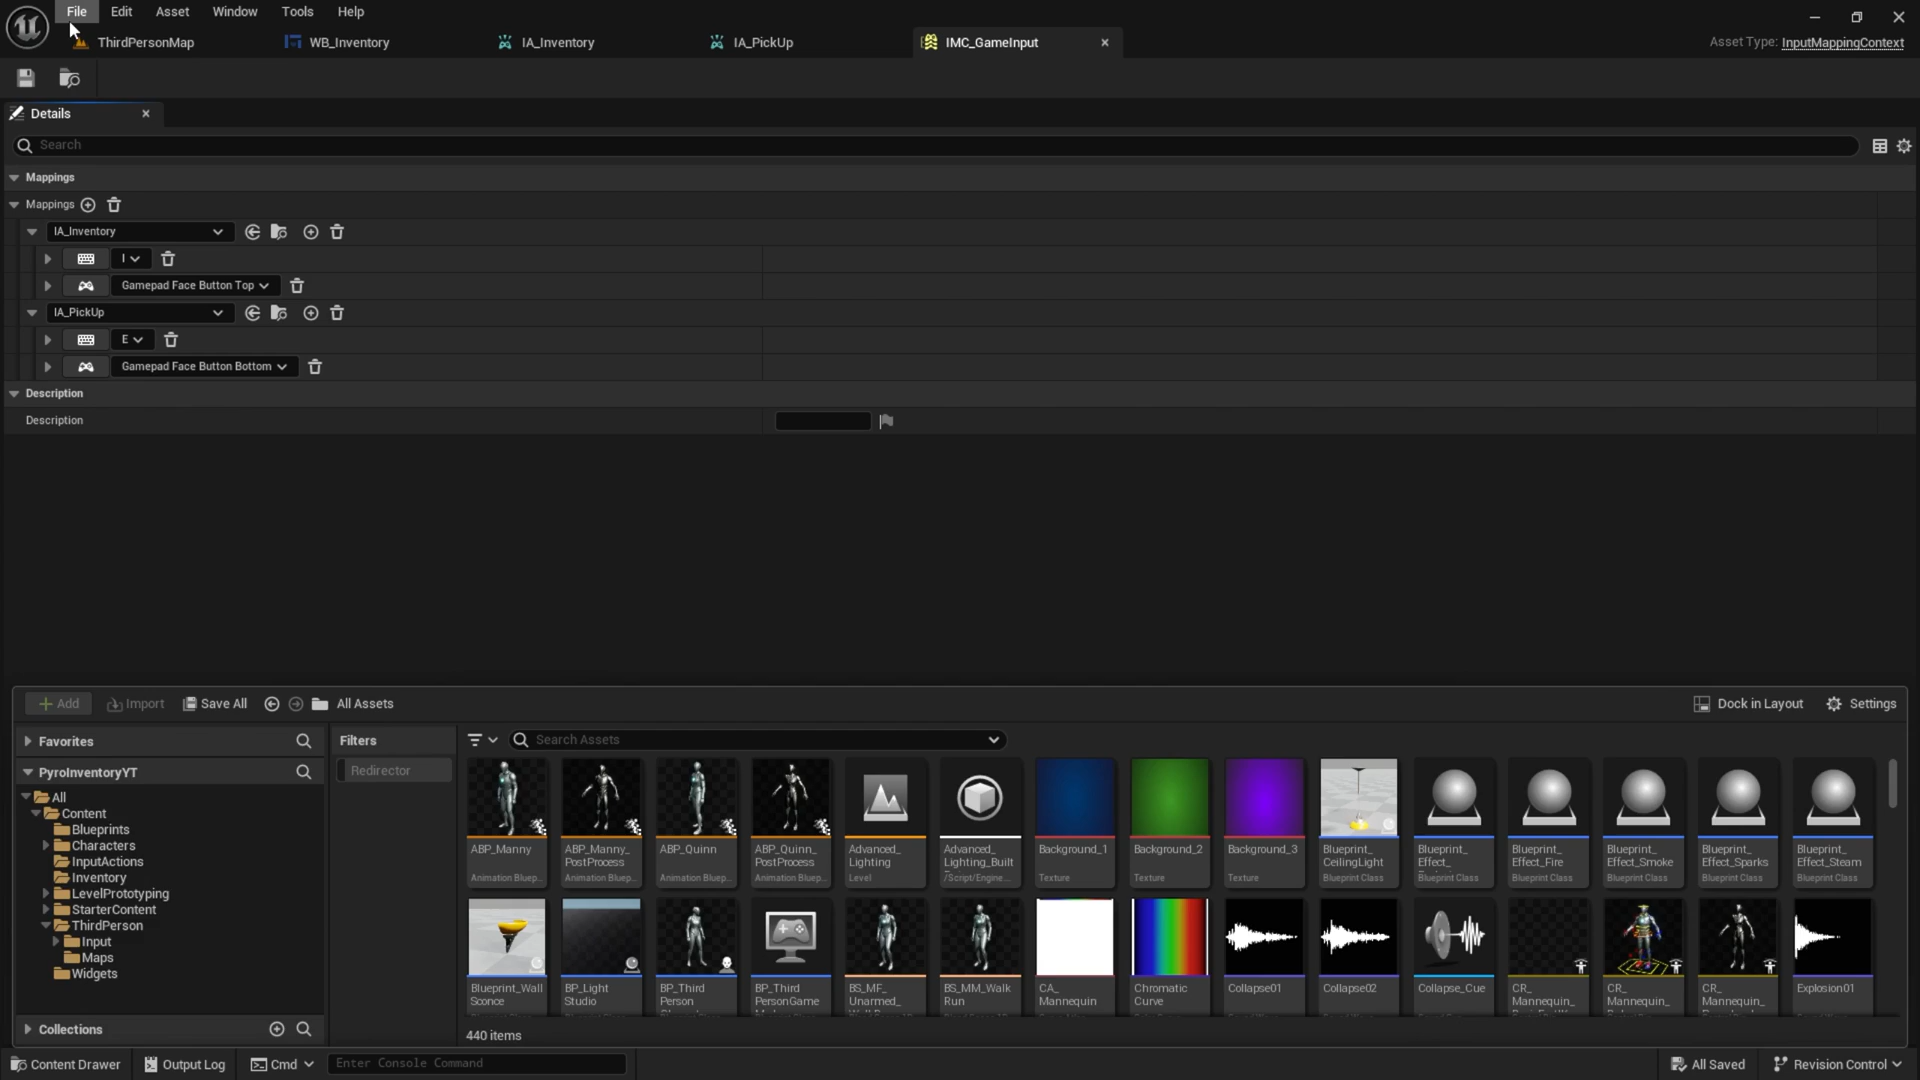 File Edit Asset Window Tools Help
ThirdPersonMap WB_Inventory IA_Inventory IA_PickUp IMC_GameInput Asset Type: InputMappingContext
Details
Search
Mappings
Mappings
IA_Inventory
I
Gamepad Face Button Top
IA_PickUp
E
Gamepad Face Button Bottom
Description
Description
Add Import Save All All Assets Dock in Layout Settings
Favorites Filters Search Assets
PyroInventoryYT Redirector
All
Content
Blueprints
Characters
InputActions
Inventory
LevelPrototyping
StarterContent
ThirdPerson
Input
Maps
Widgets
Collections
ABP_Manny
Animation Bluep...
ABP_Manny_
PostProcess
Animation Bluep...
ABP_Quinn
Animation Bluep...
ABP_Quinn_
PostProcess
Animation Bluep...
Advanced_
Lighting
Level
Advanced_
Lighting_Built
/Script/Engine...
Background_1
Texture
Background_2
Texture
Background_3
Texture
Blueprint_
CeilingLight
Blueprint Class
Blueprint_
Effect_
Blueprint Class
Blueprint_
Effect_Fire
Blueprint Class
Blueprint_
Effect_Smoke
Blueprint Class
Blueprint_
Effect_Sparks
Blueprint Class
Blueprint_
Effect_Steam
Blueprint Class
Blueprint_Wall
Sconce
BP_Light
Studio
BP_Third
Person
BP_Third
PersonGame
BS_MF_
Unarmed_
BS_MM_Walk
Run
CA_
Mannequin
Chromatic
Curve
Collapse01
Collapse02
Collapse_Cue
CR_
Mannequin_
CR_
Mannequin_
CR_
Mannequin_
Explosion01
440 items
Content Drawer Output Log Cmd Enter Console Command All Saved Revision Control